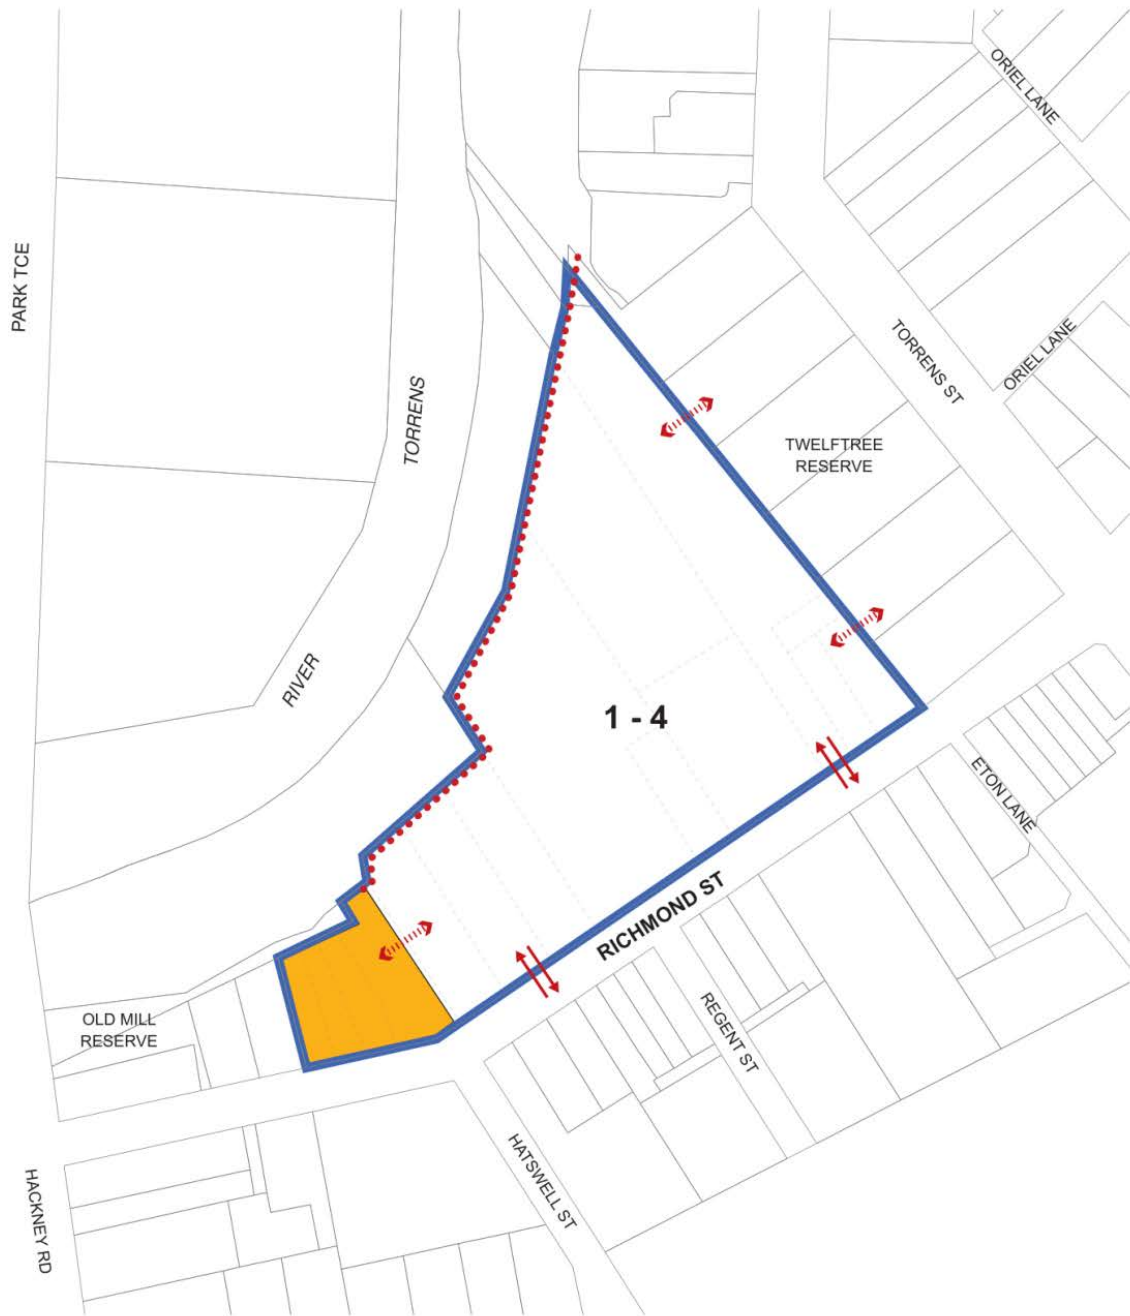 ORIEL LANE
PARK TCE
TORRENS ST
ORIEL LANE
TORRENS
TWELFTREE
RESERVE
RIVER
1 - 4
ETON LANE
RICHMOND ST
OLD MILL
RESERVE
REGENT ST
HATSWELL ST
HACKNEY RD